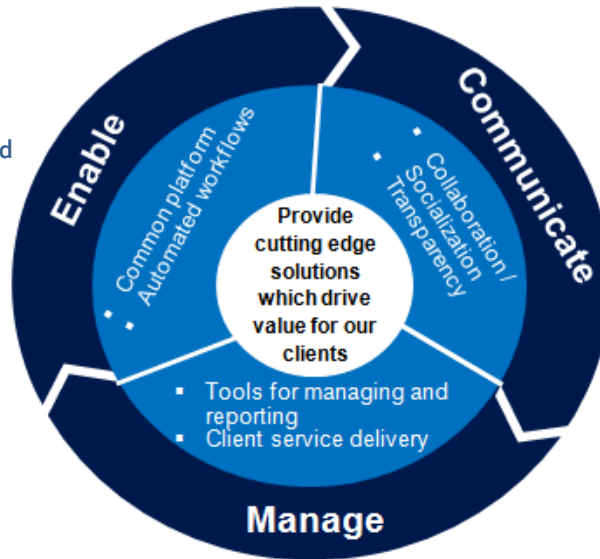 Enable
Communicate
Manage
d
Common platform
Automated workflows
Collaboration /
Socialization
Transparency
Provide
cutting edge
solutions
which drive
value for our
clients
Tools for managing and
reporting
Client service delivery